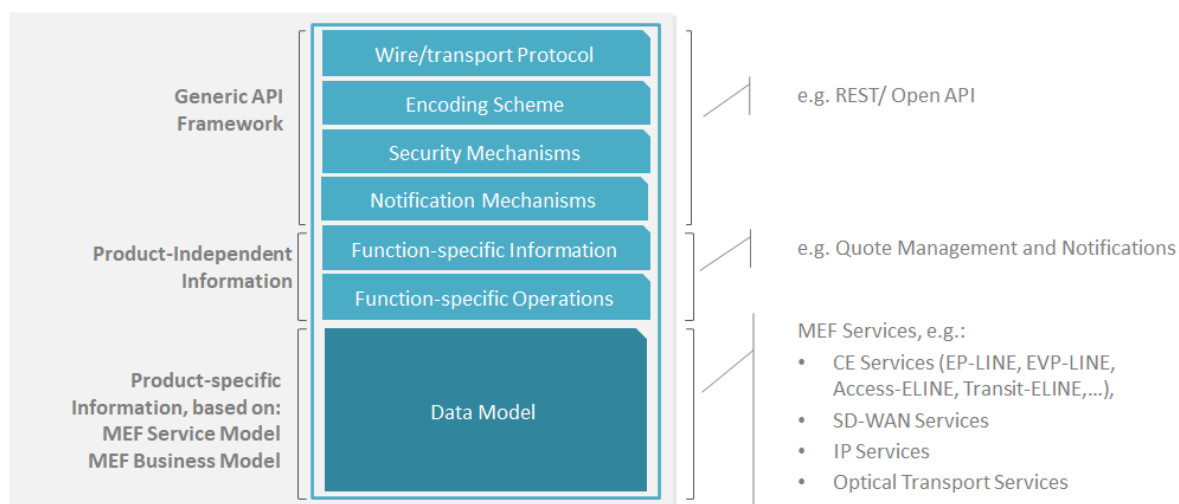 Wire/transport Protocol
Encoding Scheme
Security Mechanisms
Notification Mechanisms
Generic API
Framework
e.g. REST/ Open API
Function-specific Information
Function-specific Operations
Product-Independent
Information
e.g. Quote Management and Notifications
Data Model
Product-specific
Information, based on:
MEF Service Model
MEF Business Model
MEF Services, e.g.:
• CE Services (EP-LINE, EVP-LINE,
Access-ELINE, Transit-ELINE,...),
• SD-WAN Services
• IP Services
• Optical Transport Services